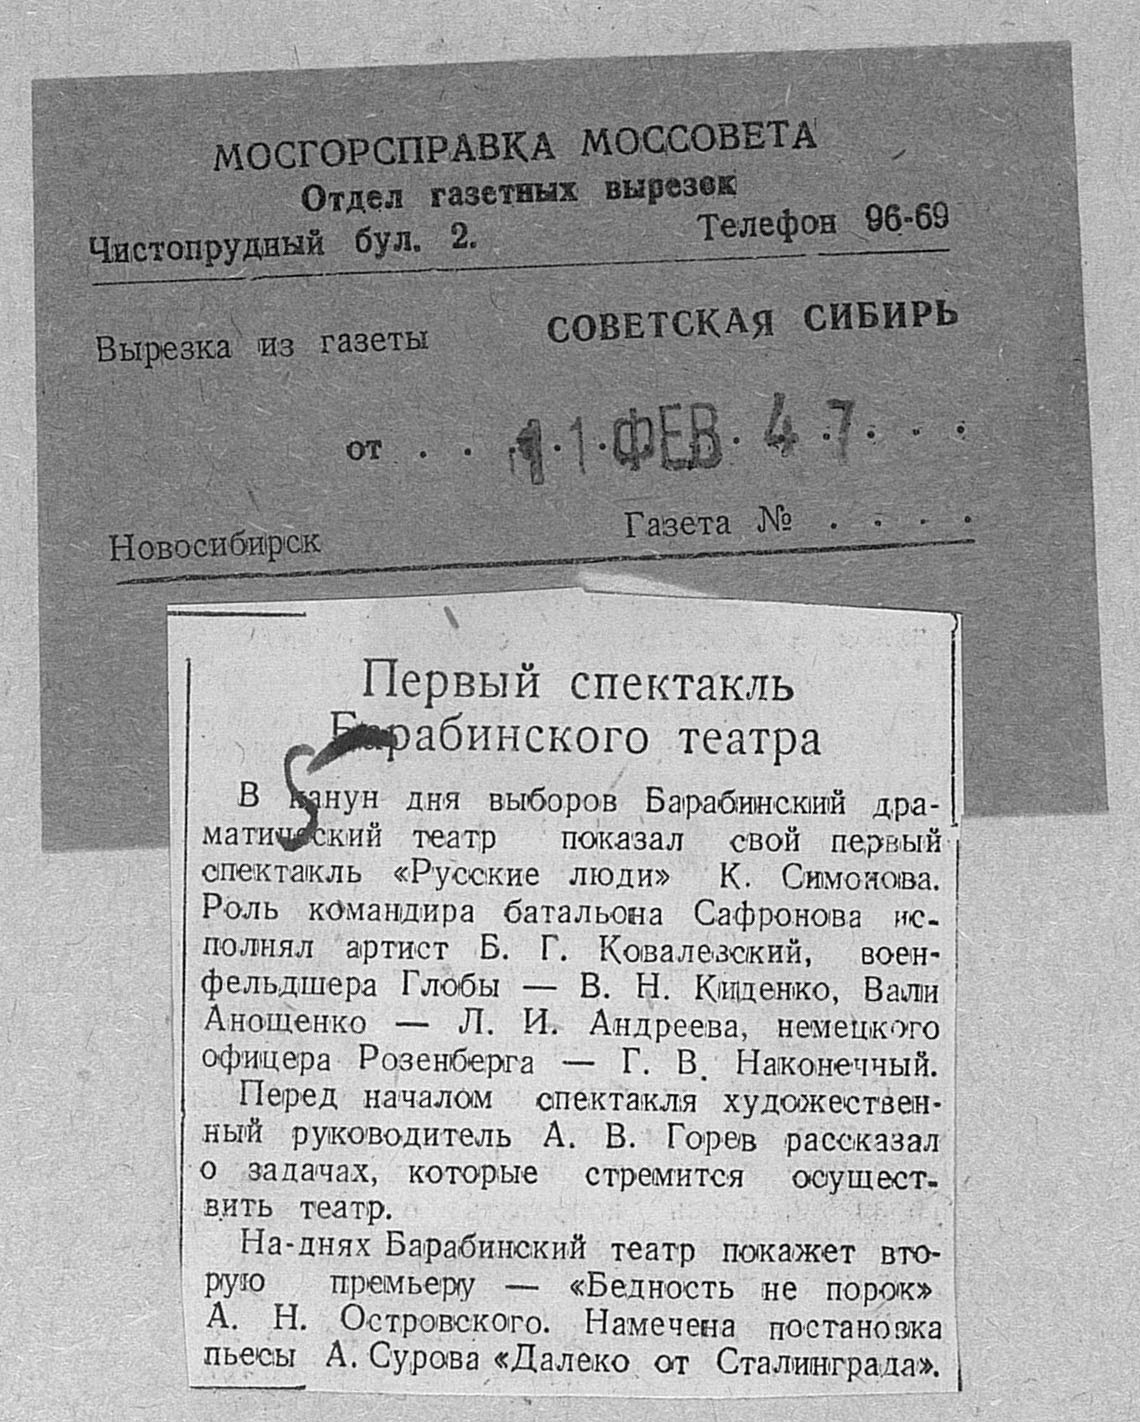 МОСГОРСПРАВКА МОССОВЕТА
Отдел газетных вырезок
Чистопрудный бул. 2. Телефон 96-69
Вырезка из газеты СОВЕТСКАЯ СИБИРЬ
от . . 11 ФЕВ. 47 . . .
Новосибирск Газета № . . . .
Первый спектакль
Барабинского театра
В канун дня выборов Барабинский дра-
матический театр показал свой первый
спектакль «Русские люди» К. Симонова.
Роль командира батальона Сафронова ис-
полнял артист Б. Г. Ковалевский, воен-
фельдшера Глобы — В. Н. Киценко, Вали
Анощенко — Л. И. Андреева, немецкого
офицера Розенберга — Г. В. Наконечный.
Перед началом спектакля художествен-
ный руководитель А. В. Горев рассказал
о задачах, которые стремится осущест-
вить театр.
На-днях Барабинский театр покажет вто-
рую премьеру — «Бедность не порок»
А. Н. Островского. Намечена постановка
пьесы А. Сурова «Далеко от Сталинграда».